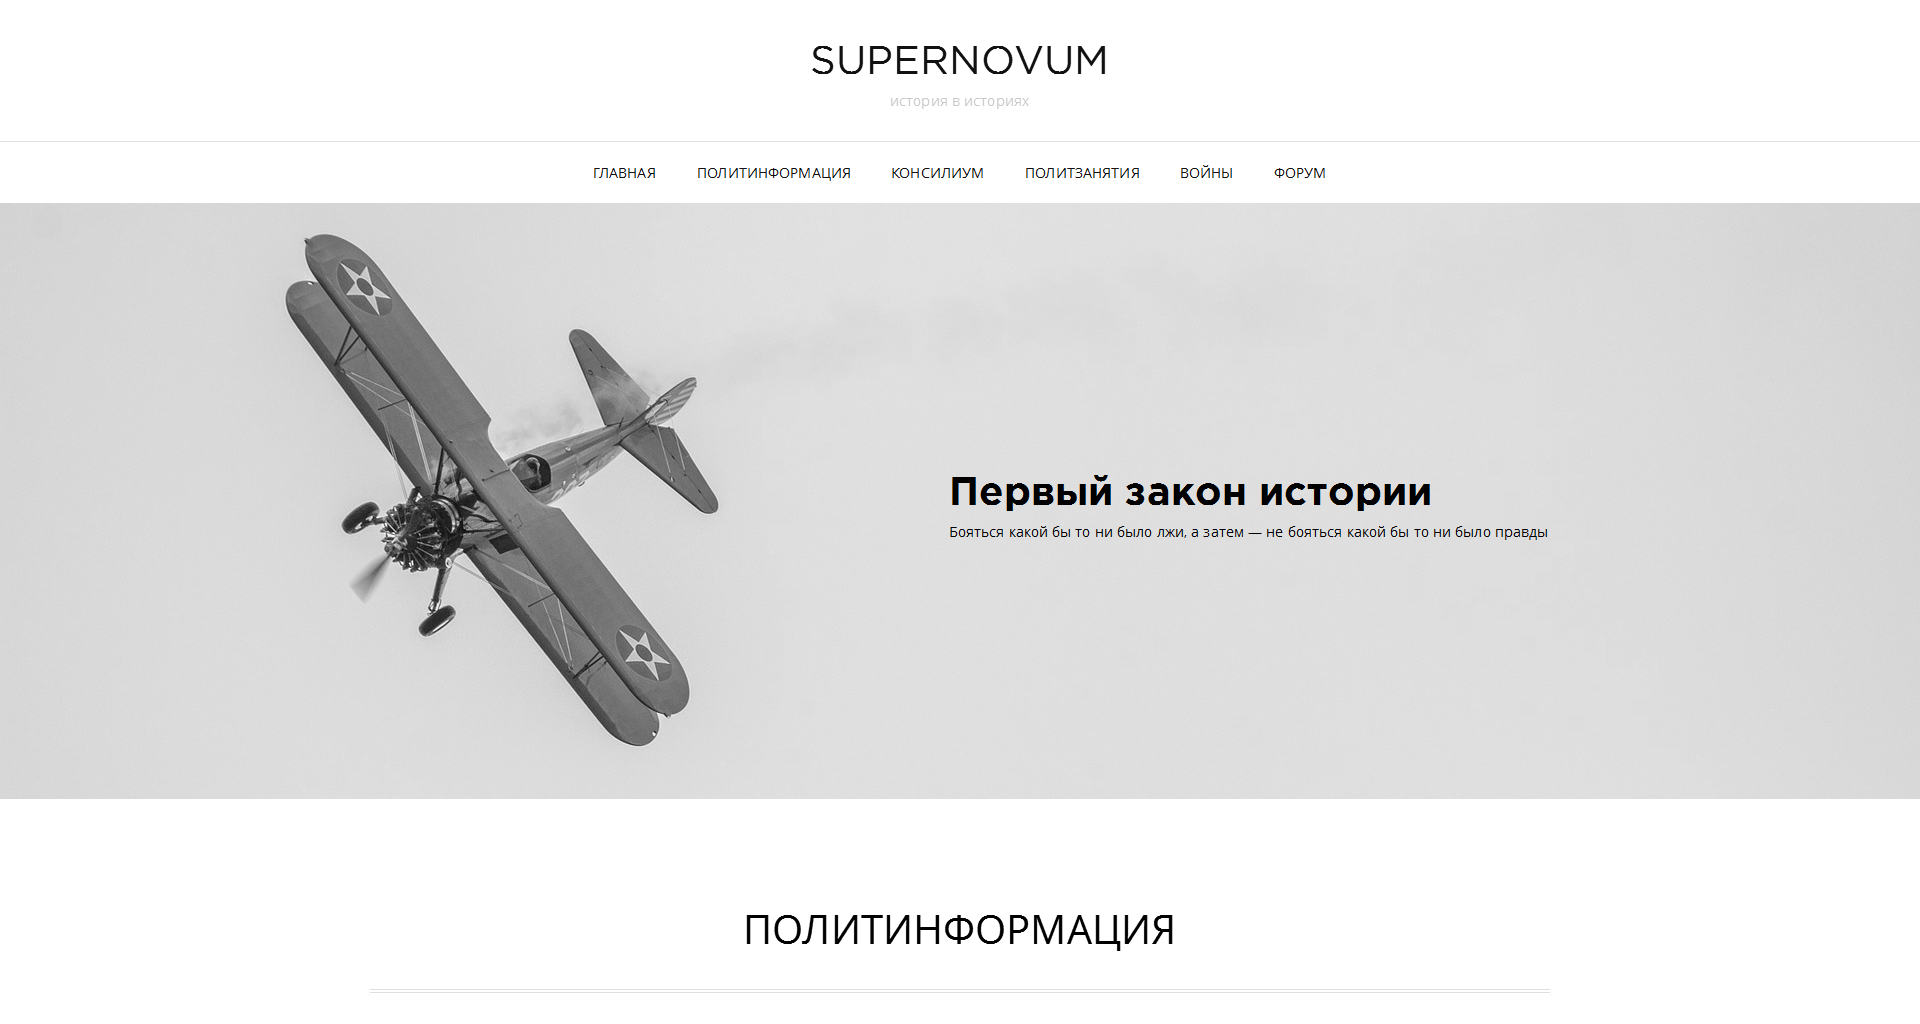 SUPERNOVUM
история в историях
ГЛАВНАЯ ПОЛИТИНФОРМАЦИЯ КОНСИЛИУМ ПОЛИТЗАНЯТИЯ ВОЙНЫ ФОРУМ
Первый закон истории
Бояться какой бы то ни было лжи, а затем — не бояться какой бы то ни было правды
ПОЛИТИНФОРМАЦИЯ